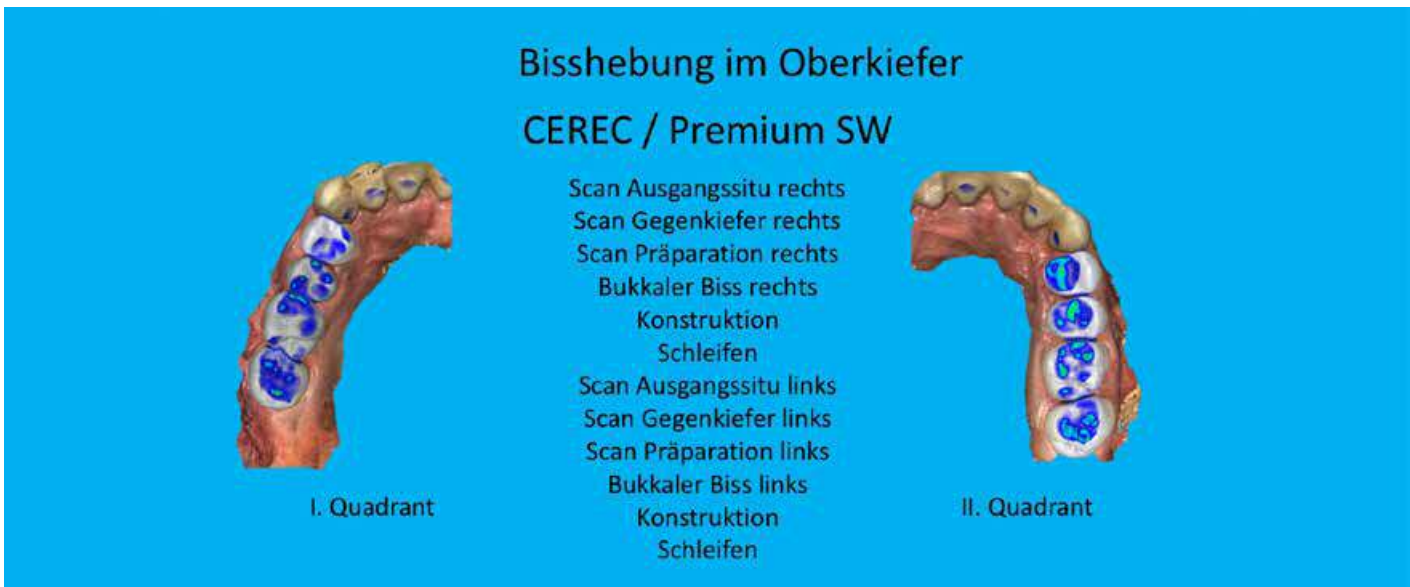 Bisshebung im Oberkiefer
CEREC / Premium SW
Scan Ausgangssitu rechts
Scan Gegenkiefer rechts
Scan Präparation rechts
Bukkaler Biss rechts
Konstruktion
Schleifen
Scan Ausgangssitu links
Scan Gegenkiefer links
Scan Präparation links
Bukkaler Biss links
Konstruktion
Schleifen
I. Quadrant
II. Quadrant